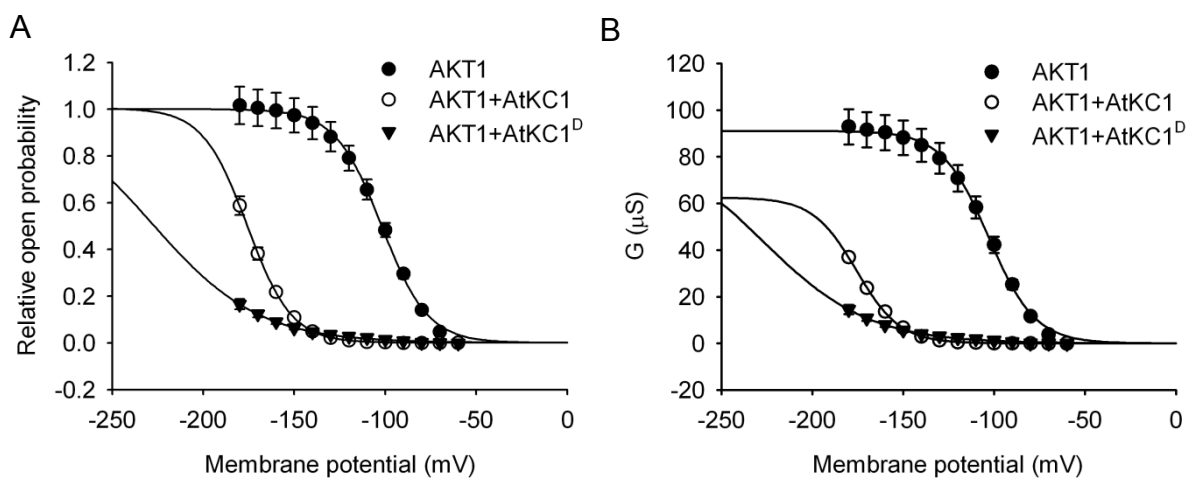 A
AKT1
AKT1+AtKC1
AKT1+AtKC1ᴰ
Relative open probability
1.2
1.0
0.8
0.6
0.4
0.2
0.0
-0.2
-250
-200
-150
-100
-50
0
Membrane potential (mV)
B
AKT1
AKT1+AtKC1
AKT1+AtKC1ᴰ
G (µS)
120
100
80
60
40
20
0
-20
-250
-200
-150
-100
-50
0
Membrane potential (mV)